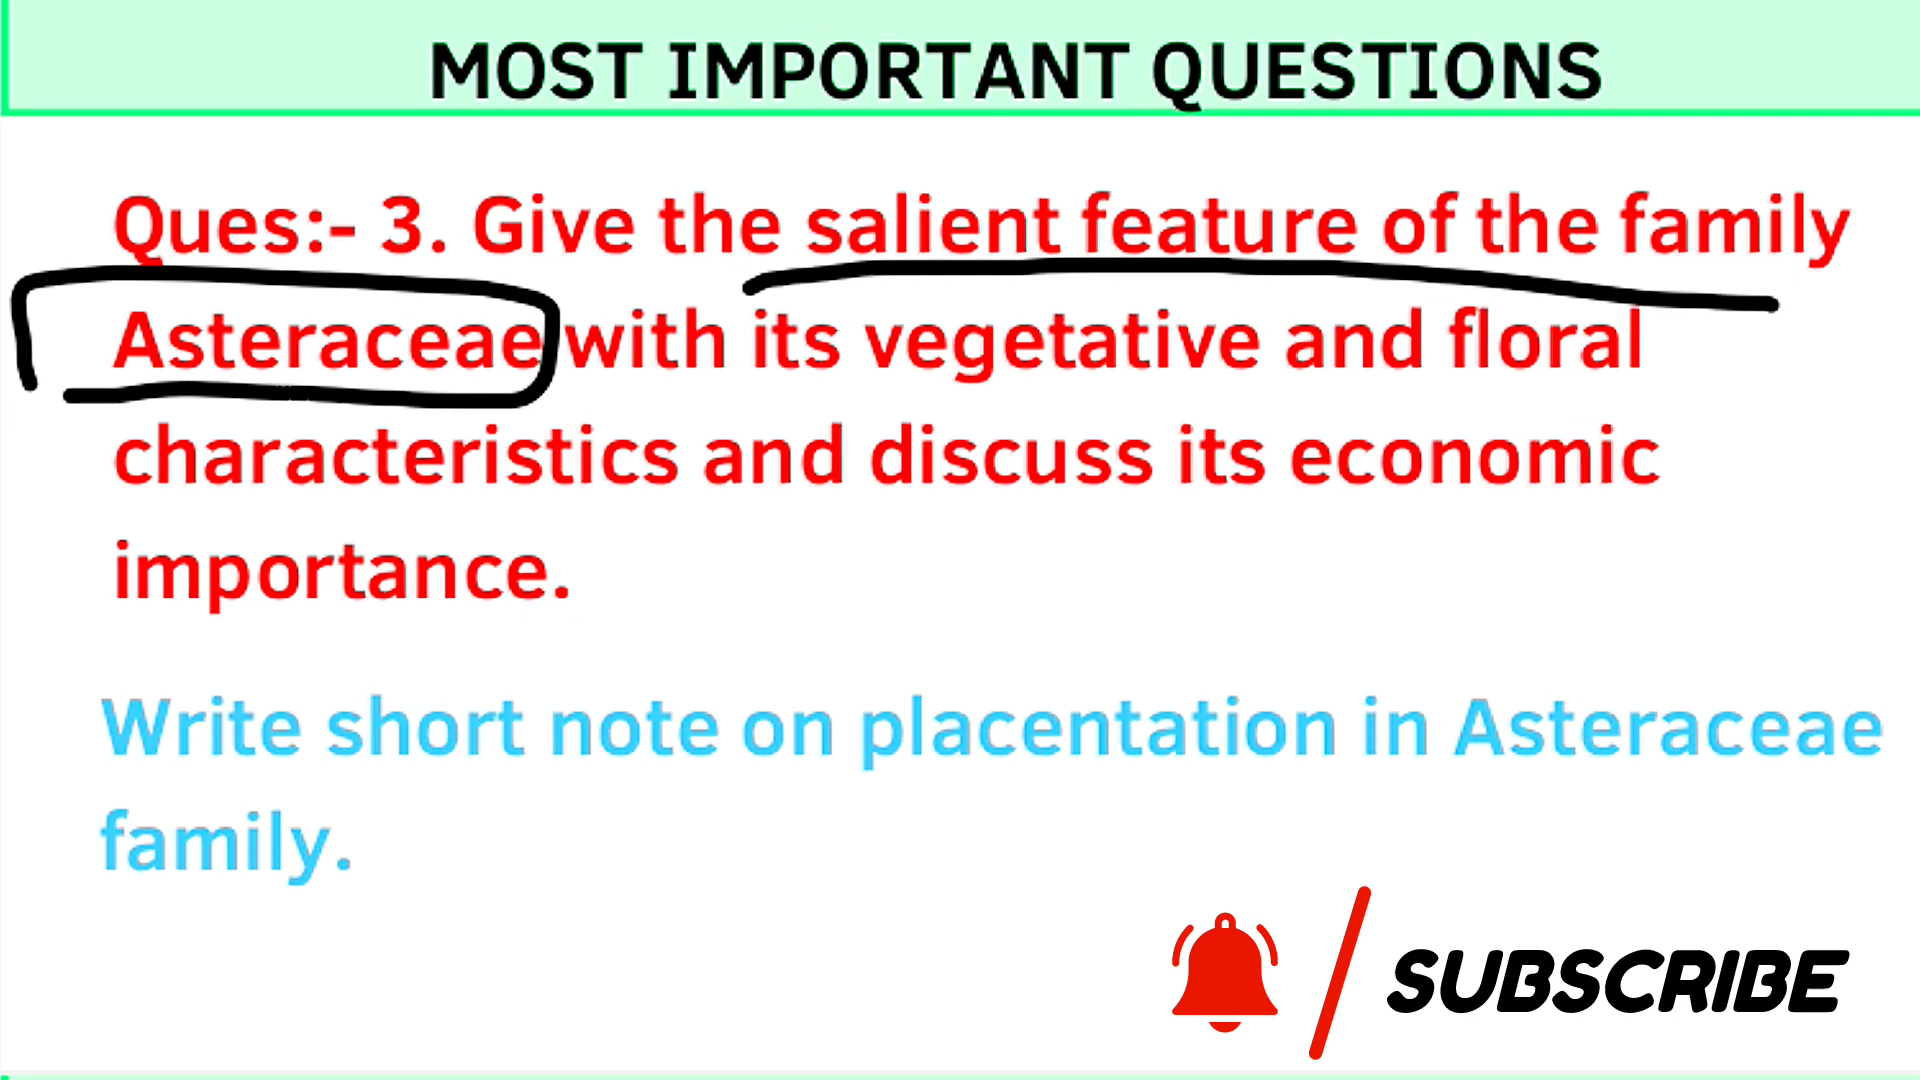 MOST IMPORTANT QUESTIONS
Ques:- 3. Give the salient feature of the family
Asteraceae with its vegetative and floral
characteristics and discuss its economic
importance.
Write short note on placentation in Asteraceae
family.
SUBSCRIBE